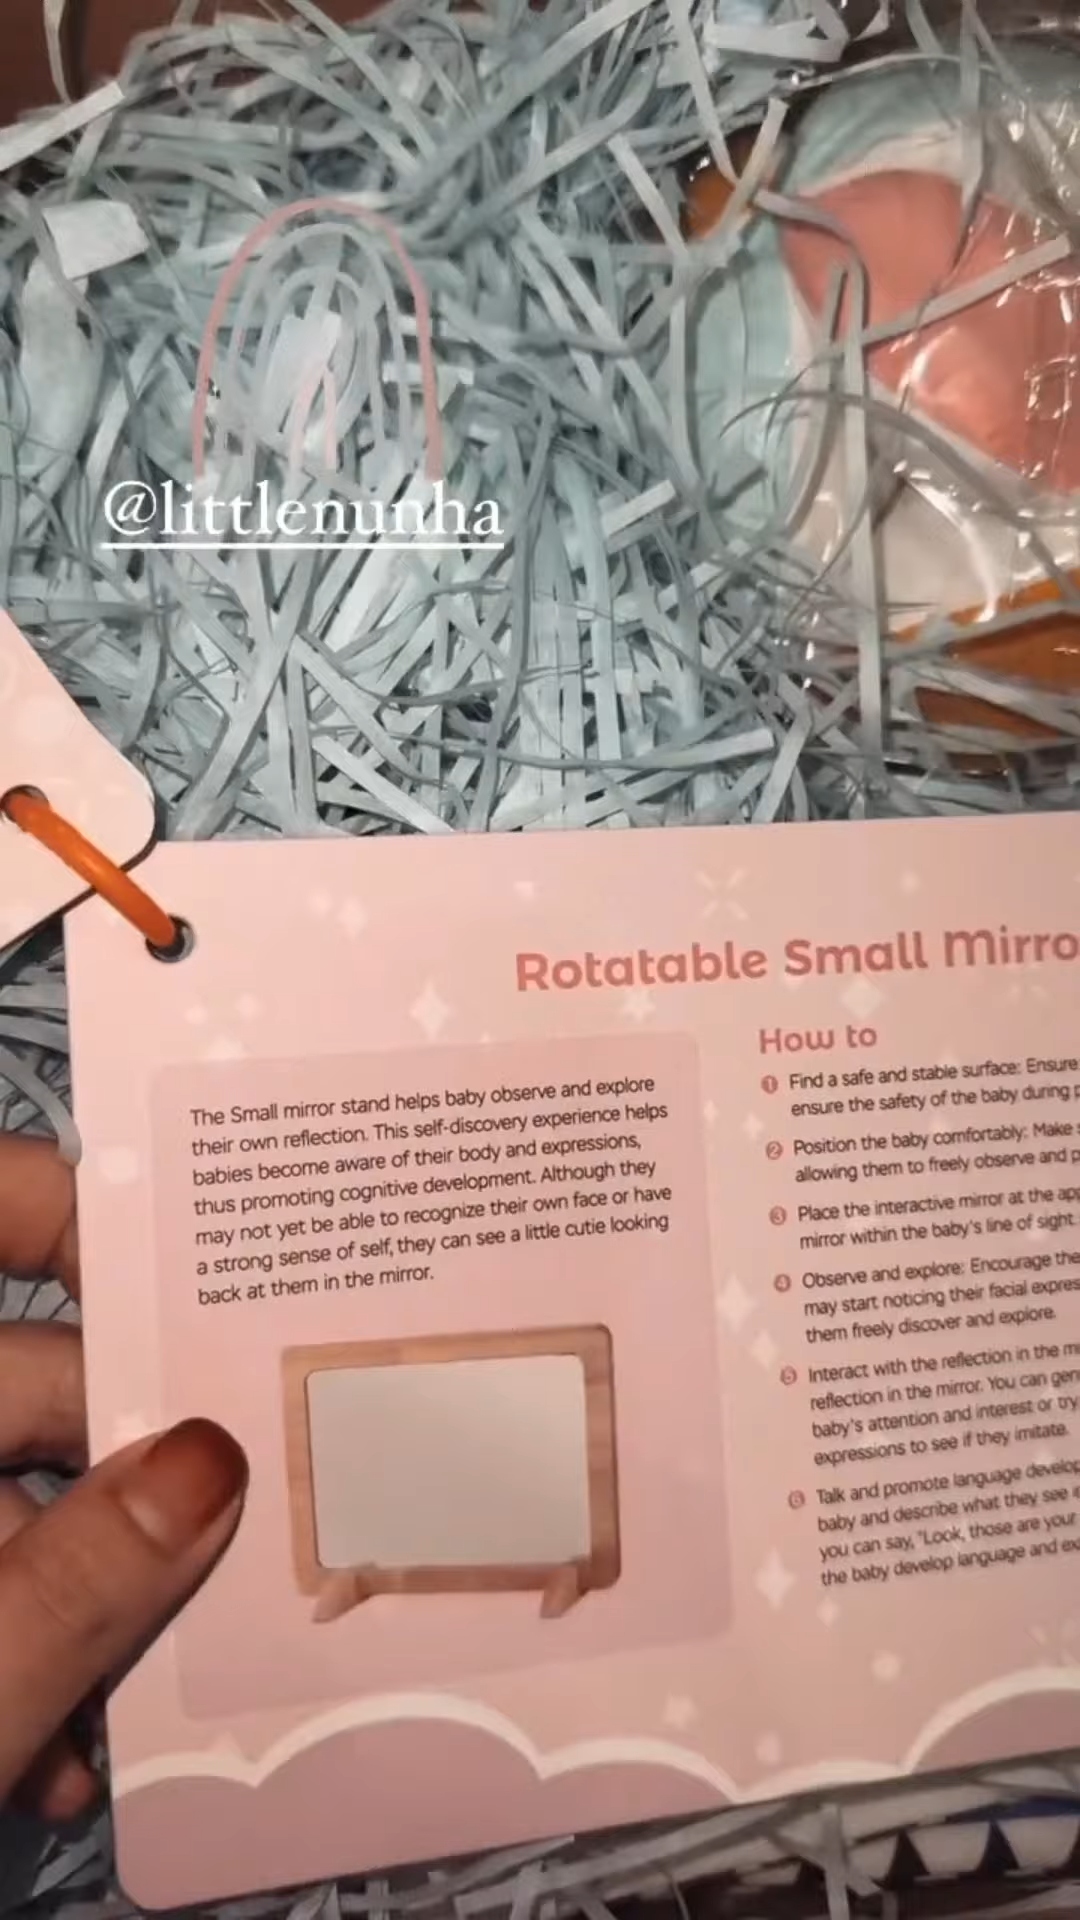 @littlenunha
Rotatable Small Mirro
The Small mirror stand helps baby observe and explore
their own reflection. This self-discovery experience helps
babies become aware of their body and expressions,
thus promoting cognitive development. Although they
may not yet be able to recognize their own face or have
a strong sense of self, they can see a little cutie looking
back at them in the mirror.
How to
1 Find a safe and stable surface: Ensure
ensure the safety of the baby during
2 Position the baby comfortably: Make
allowing them to freely observe and
3 Place the interactive mirror at the
mirror within the baby's line of sight.
4 Observe and explore: Encourage the
may start noticing their facial
them freely discover and explore.
5 Interact with the reflection in the
reflection in the mirror. You can
baby's attention and interest or try
expressions to see if they imitate.
6 Talk and promote language
baby and describe what they see
you can say, "Look, those are your
the baby develop language and